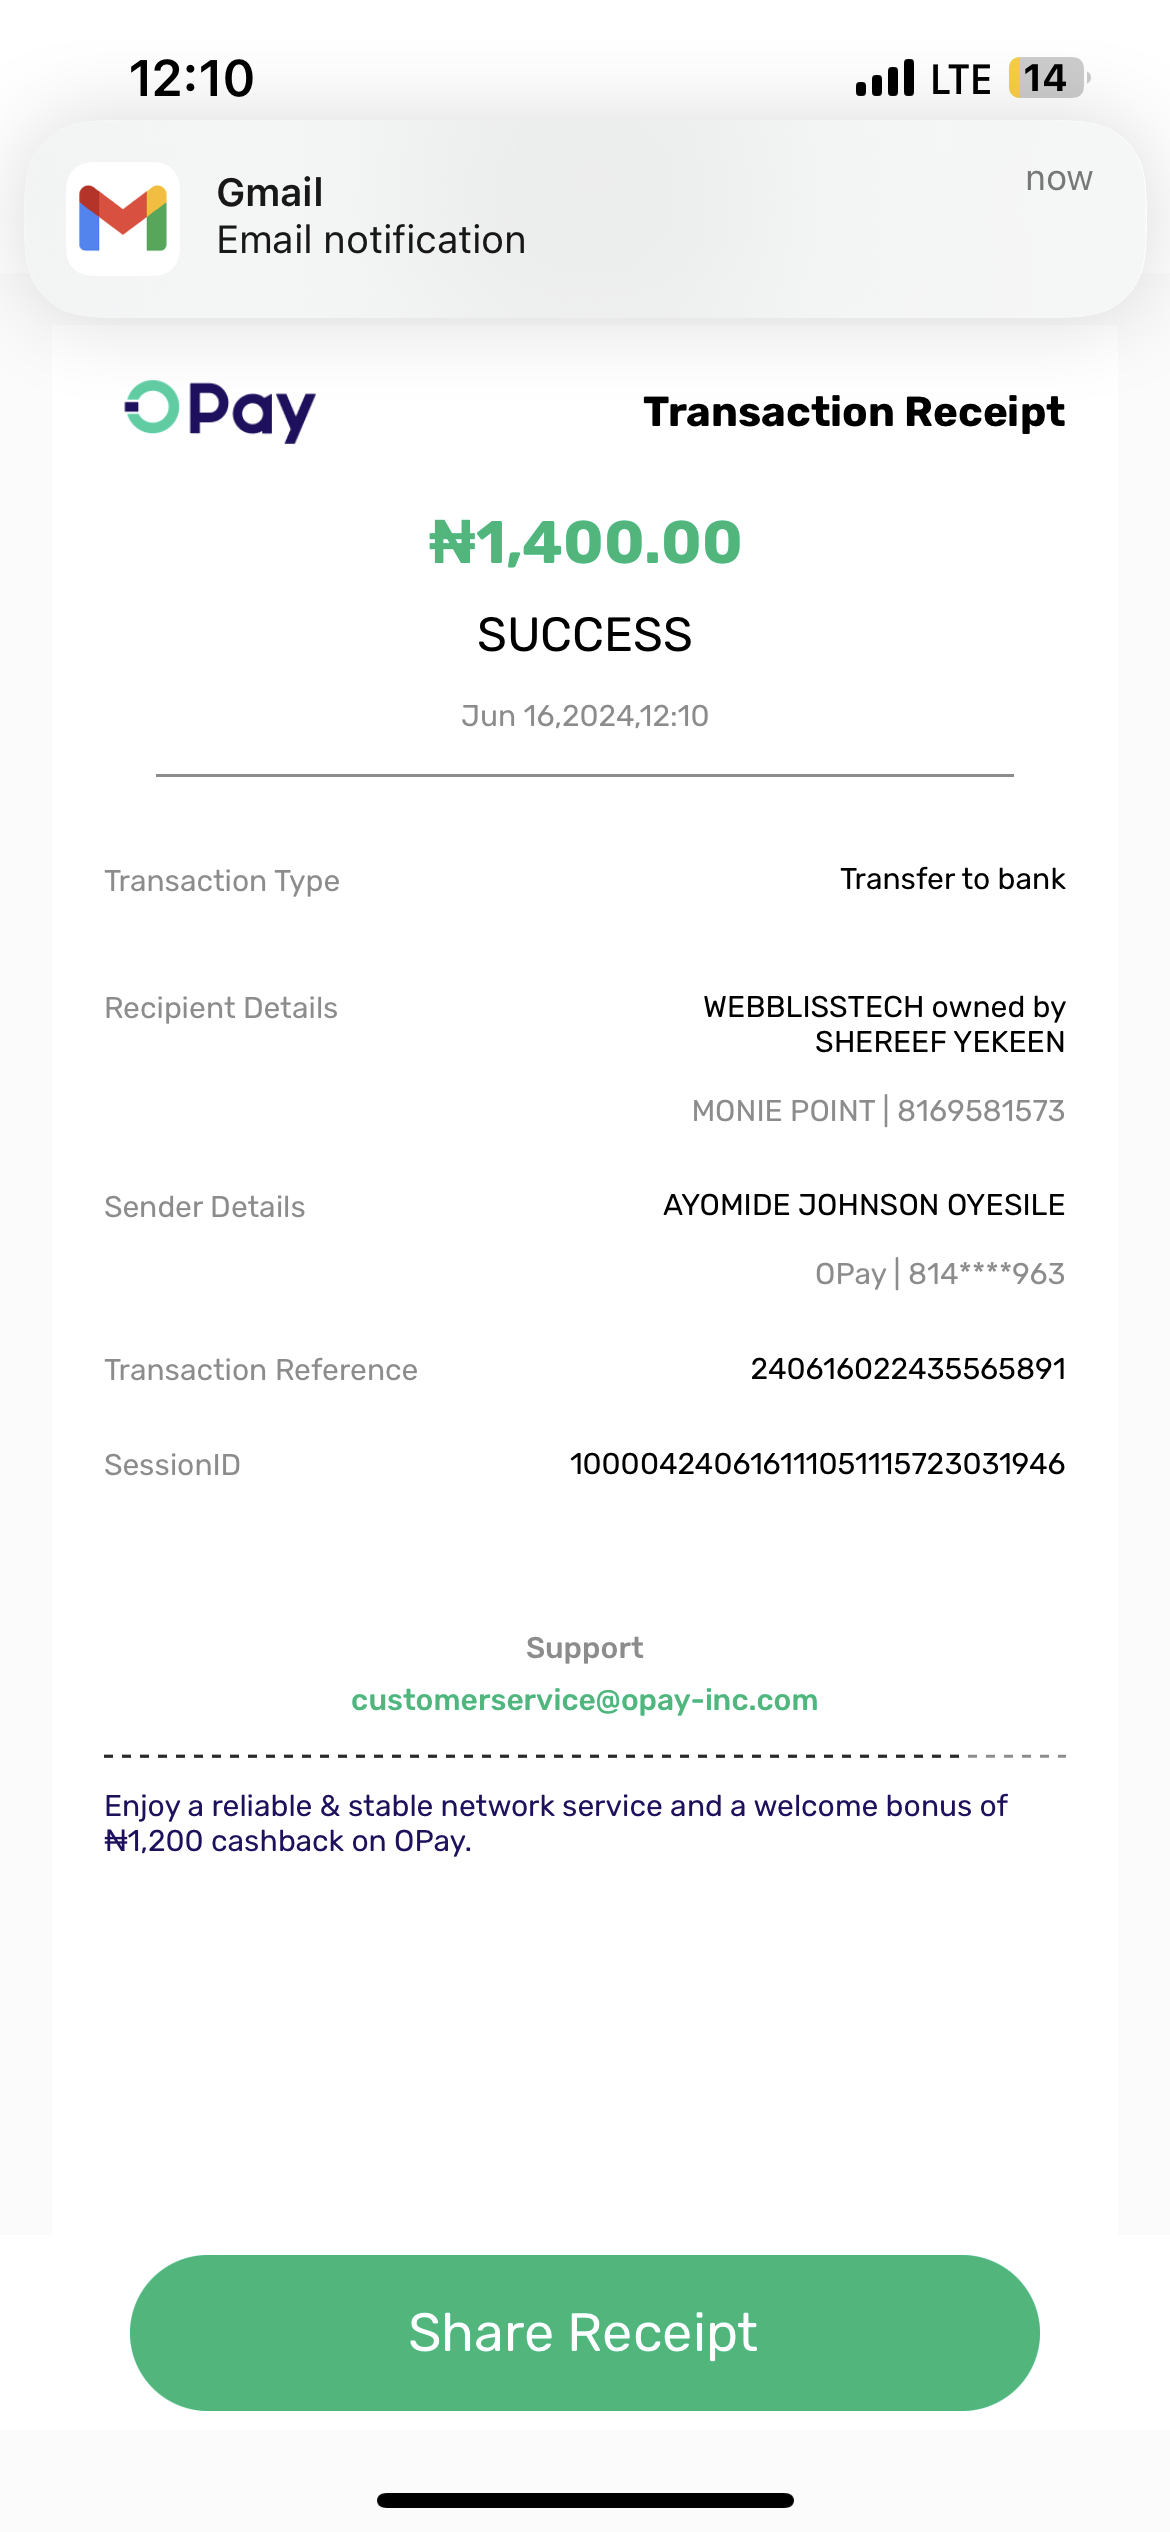 12:10
LTE 14
Gmail
now
Email notification
OPay
Transaction Receipt
₦1,400.00
SUCCESS
Jun 16,2024,12:10
Transaction Type
Transfer to bank
Recipient Details
WEBBLISSTECH owned by
SHEREEF YEKEEN
MONIE POINT | 8169581573
Sender Details
AYOMIDE JOHNSON OYESILE
OPay | 814****963
Transaction Reference
240616022435565891
SessionID
100004240616111051115723031946
Support
customerservice@opay-inc.com
Enjoy a reliable & stable network service and a welcome bonus of
₦1,200 cashback on OPay.
Share Receipt